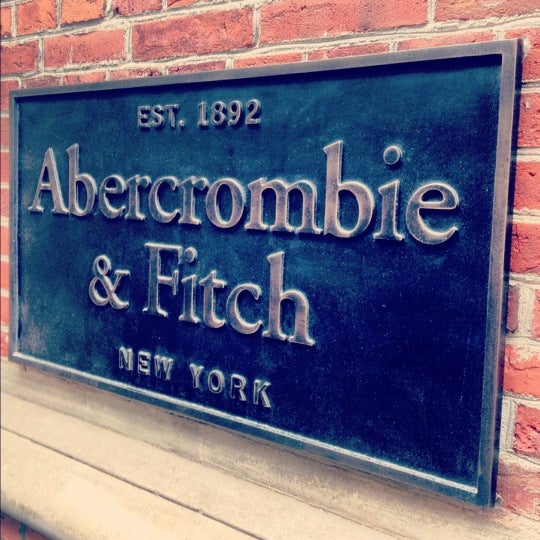 EST. 1892
Abercrombie
& Fitch
NEW YORK